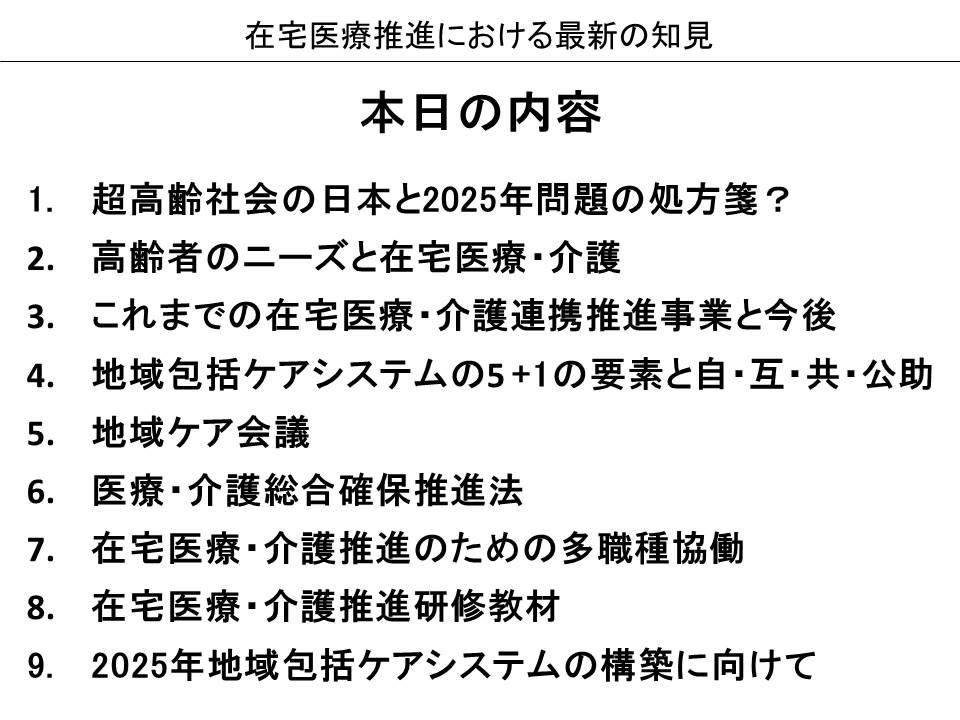 在宅医療推進における最新の知見
本日の内容
1. 超高齢社会の日本と2025年問題の処方箋？
2. 高齢者のニーズと在宅医療・介護
3. これまでの在宅医療・介護連携推進事業と今後
4. 地域包括ケアシステムの5+1の要素と自・互・共・公助
5. 地域ケア会議
6. 医療・介護総合確保推進法
7. 在宅医療・介護推進のための多職種協働
8. 在宅医療・介護推進研修教材
9. 2025年地域包括ケアシステムの構築に向けて